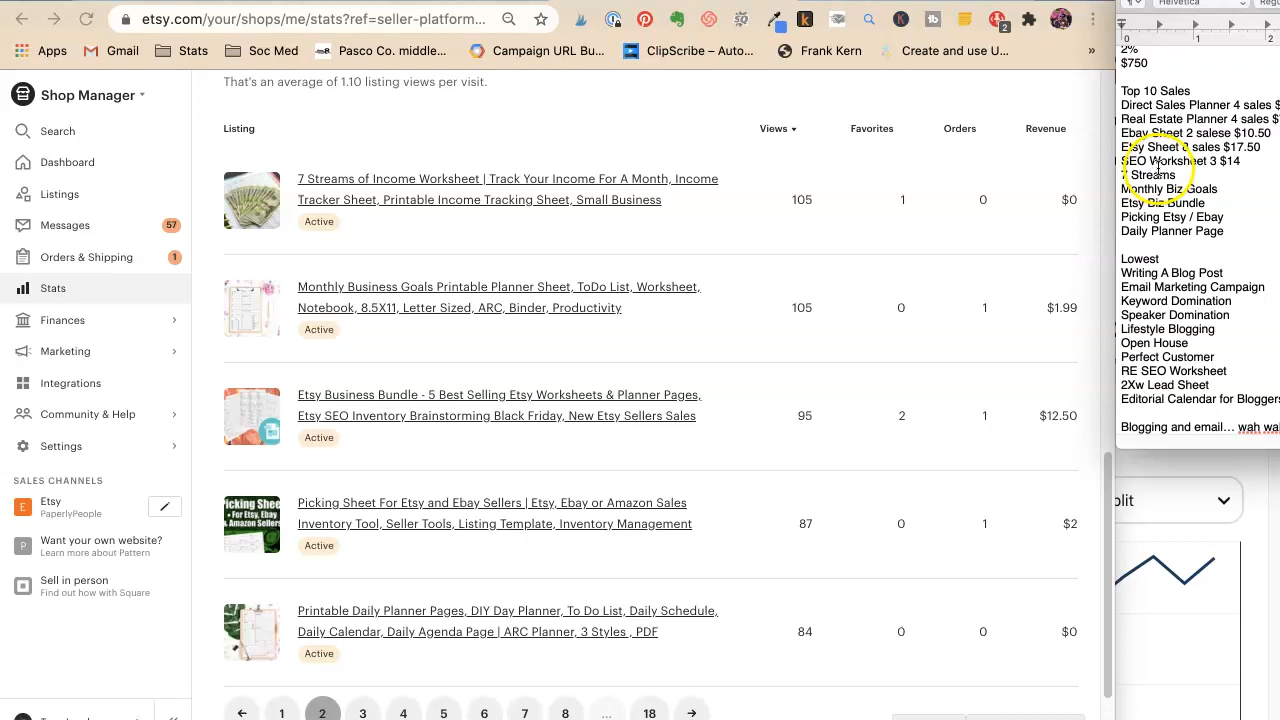 etsy.com/your/shops/me/stats?ref=seller-platform...
2
Apps
Gmail
Stats
Soc Med
Pasco Co. middle...
Campaign URL Bu...
ClipScribe – Auto...
Frank Kern
Create and use U...
»
Shop Manager
Search
Dashboard
Listings
Messages 57
Orders & Shipping 1
Stats
Finances
Marketing
Integrations
Community & Help
Settings
SALES CHANNELS
E Etsy
PaperlyPeople
P Want your own website?
Learn more about Pattern
Sell in person
Find out how with Square
That's an average of 1.10 listing views per visit.
Listing Views Favorites Orders Revenue
7 Streams of Income Worksheet | Track Your Income For A Month, Income
Tracker Sheet, Printable Income Tracking Sheet, Small Business 105 1 0 $0
Active
Monthly Business Goals Printable Planner Sheet, ToDo List, Worksheet,
Notebook, 8.5X11, Letter Sized, ARC, Binder, Productivity 105 0 1 $1.99
Active
Etsy Business Bundle - 5 Best Selling Etsy Worksheets & Planner Pages,
Etsy SEO Inventory Brainstorming Black Friday, New Etsy Sellers Sales 95 2 1 $12.50
Active
Picking Sheet For Etsy and Ebay Sellers | Etsy, Ebay or Amazon Sales
Inventory Tool, Seller Tools, Listing Template, Inventory Management 87 0 1 $2
Active
Printable Daily Planner Pages, DIY Day Planner, To Do List, Daily Schedule,
Daily Calendar, Daily Agenda Page | ARC Planner, 3 Styles , PDF 84 0 0 $0
Active
1 2 3 4 5 6 7 8 ... 18
Helvetica
0 1 2
2%
$750
Top 10 Sales
Direct Sales Planner 4 sales $
Real Estate Planner 4 sales
Ebay Sheet 2 salese $10.50
Etsy Sheet sales $17.50
SEO Worksheet 3 $14
Streams
Monthly Biz Goals
Etsy Biz Bundle
Picking Etsy / Ebay
Daily Planner Page
Lowest
Writing A Blog Post
Email Marketing Campaign
Keyword Domination
Speaker Domination
Lifestyle Blogging
Open House
Perfect Customer
RE SEO Worksheet
2Xw Lead Sheet
Editorial Calendar for Bloggers
Blogging and email... wah